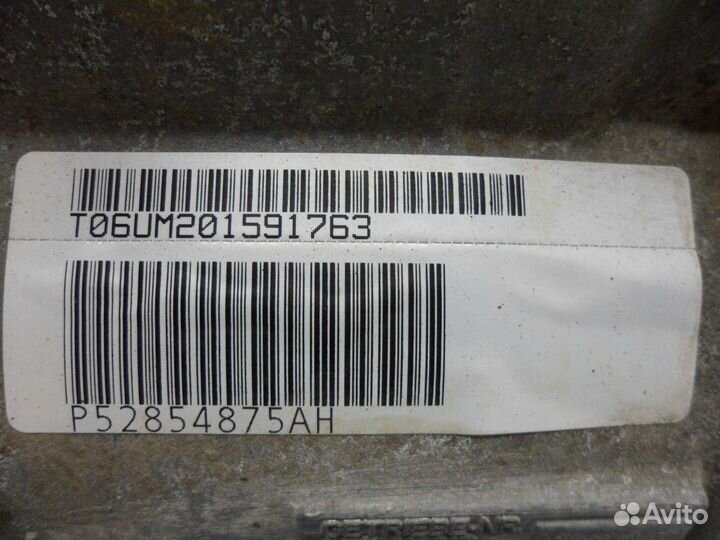 T06UM201591763
P52854875AH
GETRIEBE-NR
Avito